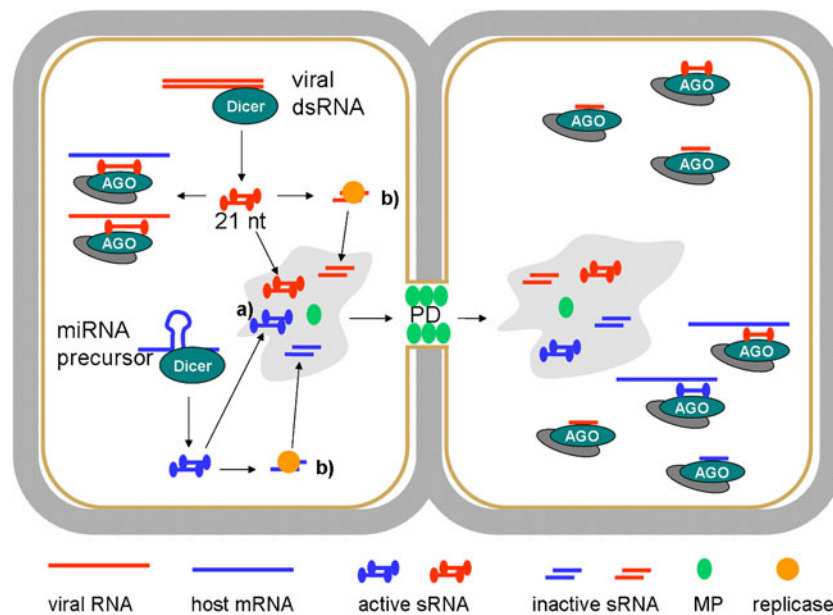 viral
dsRNA
Dicer
AGO
AGO
21 nt
b)
a)
miRNA
precursor
Dicer
b)
PD
AGO
AGO
AGO
AGO
AGO
AGO
AGO
viral RNA
host mRNA
active sRNA
inactive sRNA
MP
replicase